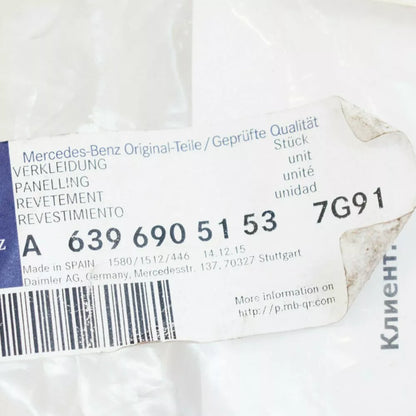 Mercedes-Benz Original-Teile/Geprüfte Qualität
VERKLEIDUNG Stück
PANELLING unit
REVETEMENT unité
REVESTIMIENTO unidad
z A 639 690 51 53 7G91
Made in SPAIN 1580/1512/446 14.12.15
Daimler AG, Germany, Mercedesstr. 137, 70327 Stuttgart
More information on
http://p.mb-qr.com/
Клиент.